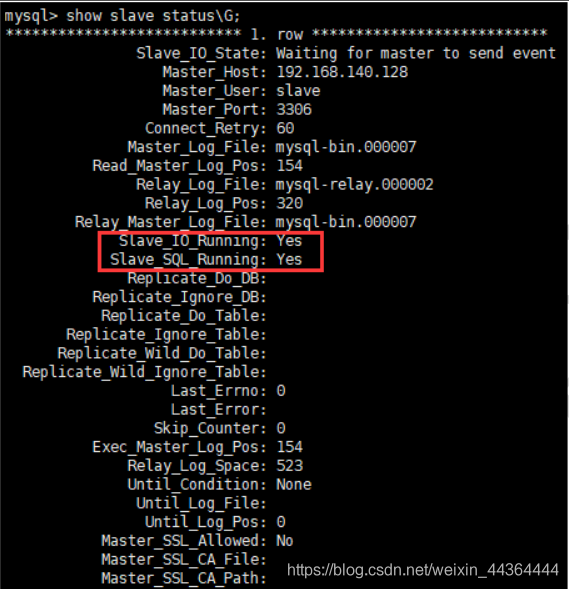 mysql> show slave status\G;
*************************** 1. row ***************************
Slave_IO_State: Waiting for master to send event
Master_Host: 192.168.140.128
Master_User: slave
Master_Port: 3306
Connect_Retry: 60
Master_Log_File: mysql-bin.000007
Read_Master_Log_Pos: 154
Relay_Log_File: mysql-relay.000002
Relay_Log_Pos: 320
Relay_Master_Log_File: mysql-bin.000007
Slave_IO_Running: Yes
Slave_SQL_Running: Yes
Replicate_Do_DB:
Replicate_Ignore_DB:
Replicate_Do_Table:
Replicate_Ignore_Table:
Replicate_Wild_Do_Table:
Replicate_Wild_Ignore_Table:
Last_Errno: 0
Last_Error:
Skip_Counter: 0
Exec_Master_Log_Pos: 154
Relay_Log_Space: 523
Until_Condition: None
Until_Log_File:
Until_Log_Pos: 0
Master_SSL_Allowed: No
Master_SSL_CA_File:
Master_SSL_CA_Path:
https://blog.csdn.net/weixin_44364444